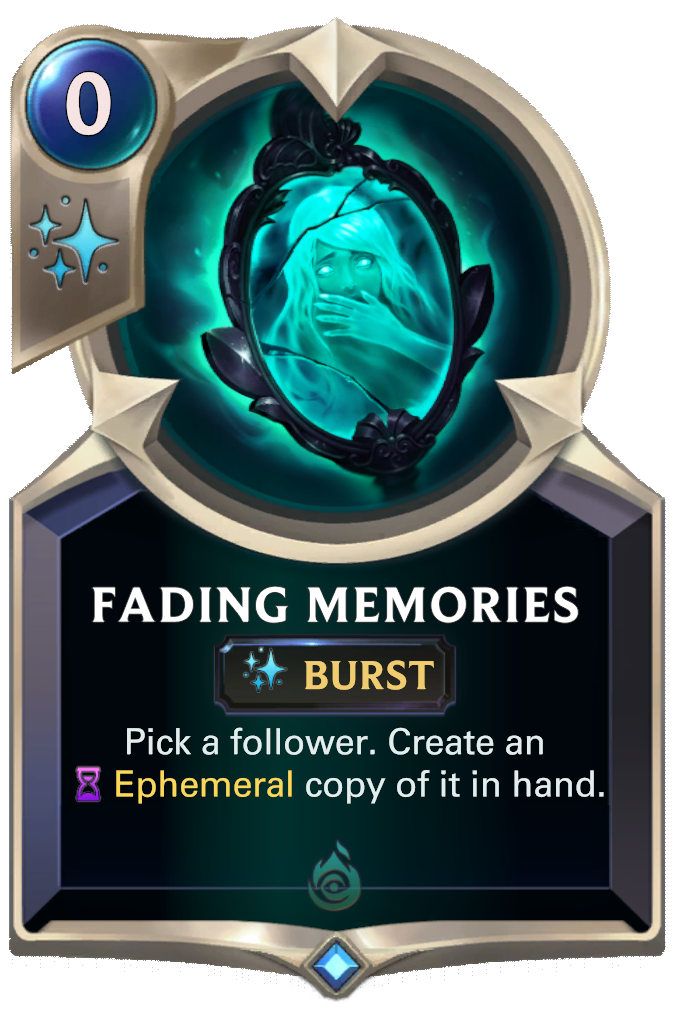 0
FADING MEMORIES
BURST
Pick a follower. Create an
Ephemeral copy of it in hand.